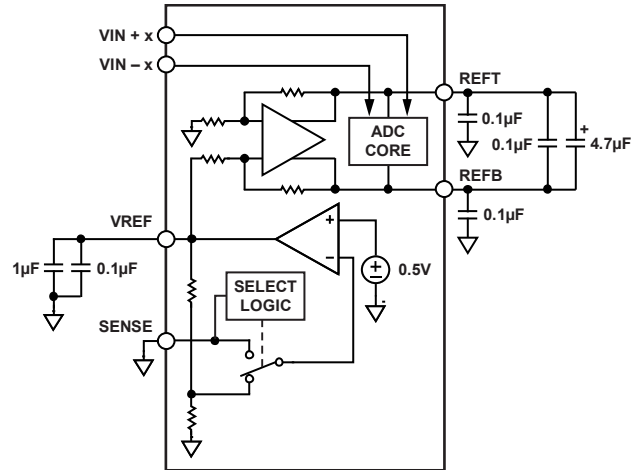 VIN + x
VIN – x
REFT
0.1µF
ADC
CORE
0.1µF
4.7µF
+
REFB
0.1µF
VREF
+
–
0.5V
1µF
0.1µF
SELECT
LOGIC
SENSE